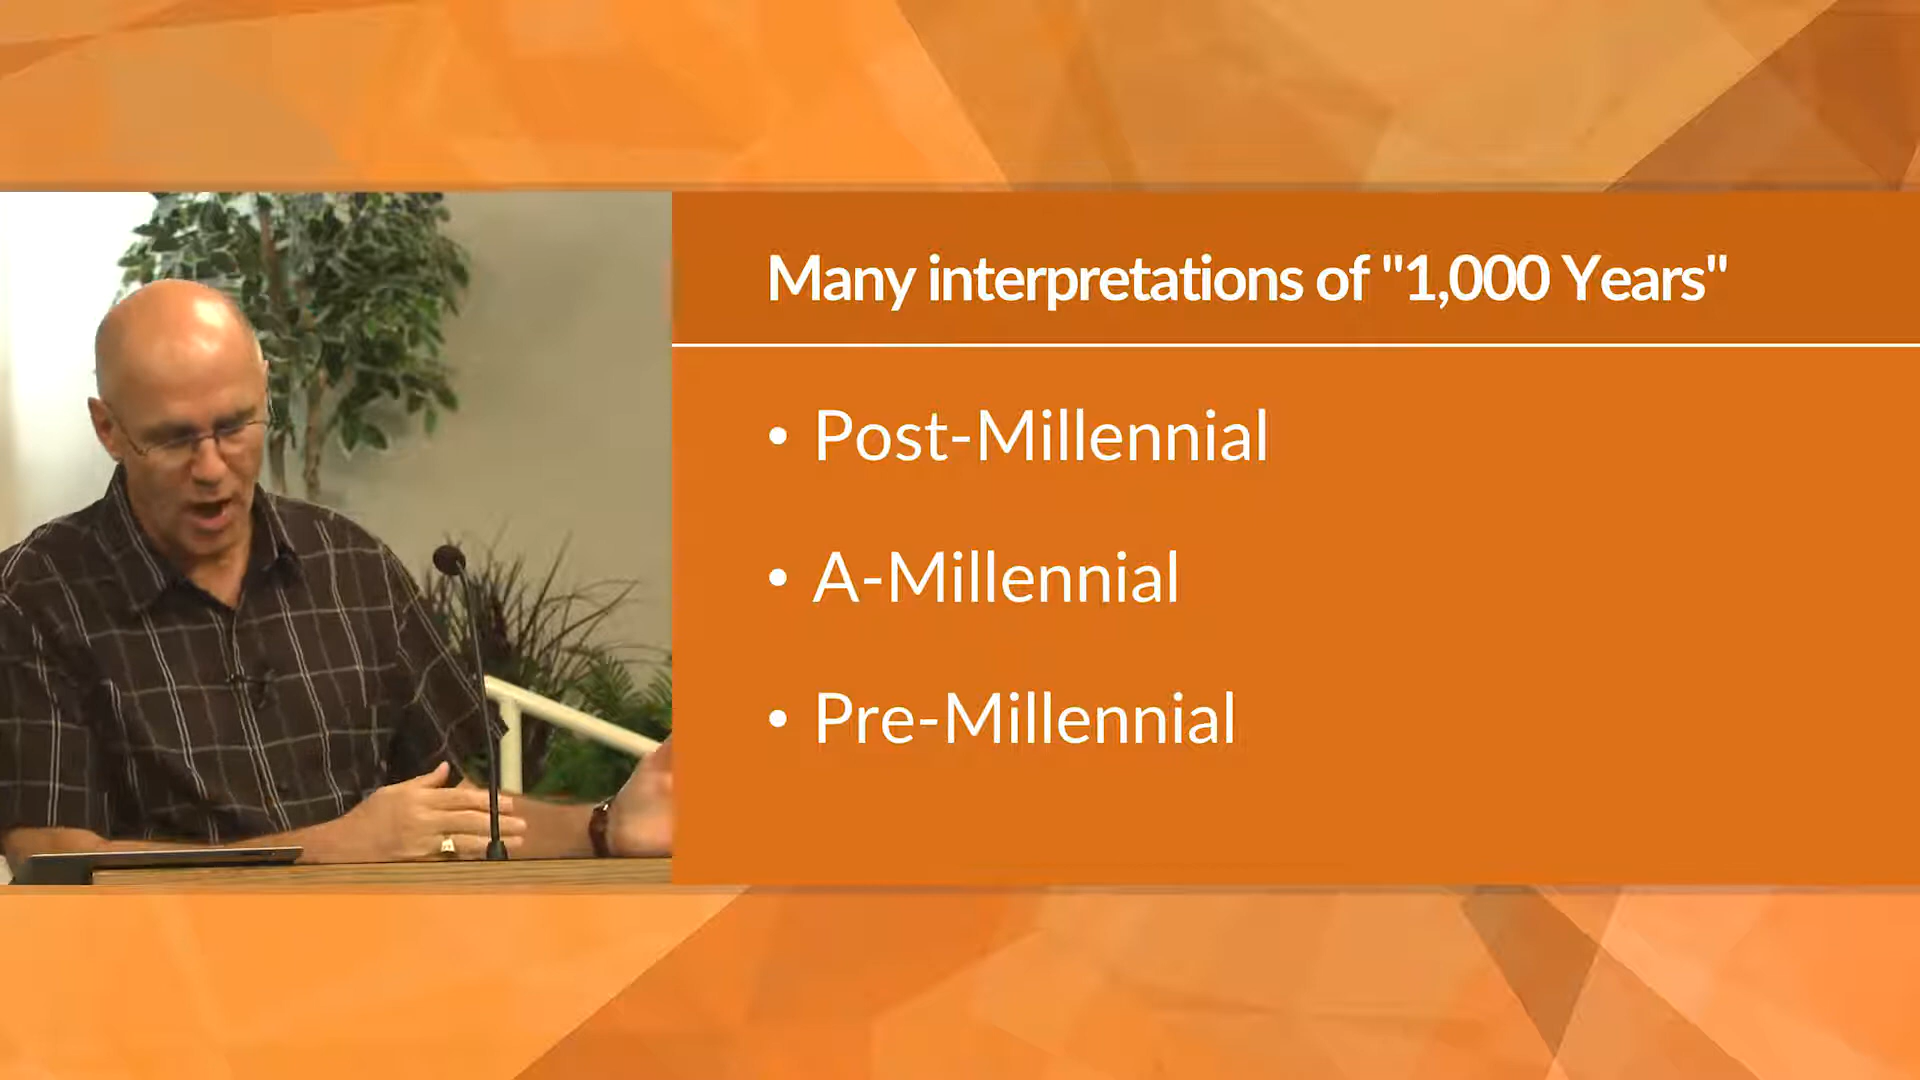 Many interpretations of "1,000 Years"
• Post-Millennial
• A-Millennial
• Pre-Millennial